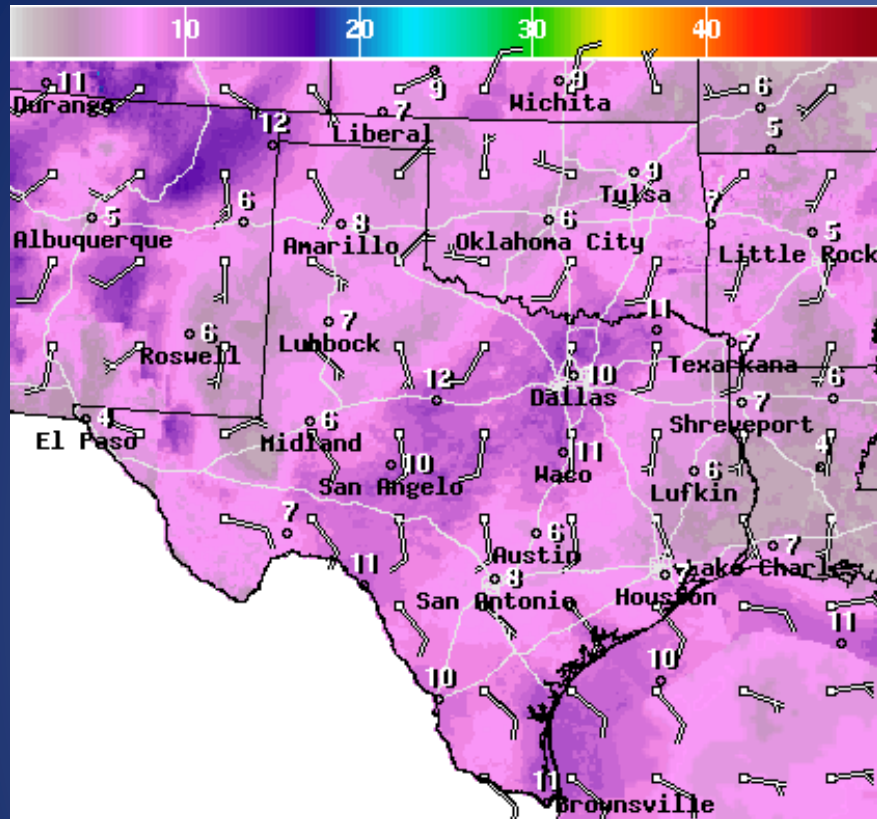 10 20 30 40
11 9 9 6
Durango Wichita
12 7 5
Liberal
9
Tulsa
5 6 8 6 7 5
Albuquerque Amarillo Oklahoma City Little Rock
6 7 11
Roswell Lubbock 7
Texarkana
12 10 6
Dallas
4 6 7
El Paso Midland Shreveport
10 11 6 4
San Angelo Waco Lufkin
7 6 7
Austin
11 8 7 Lake Charles
San Antonio Houston
11
10 10
11
Brownsville